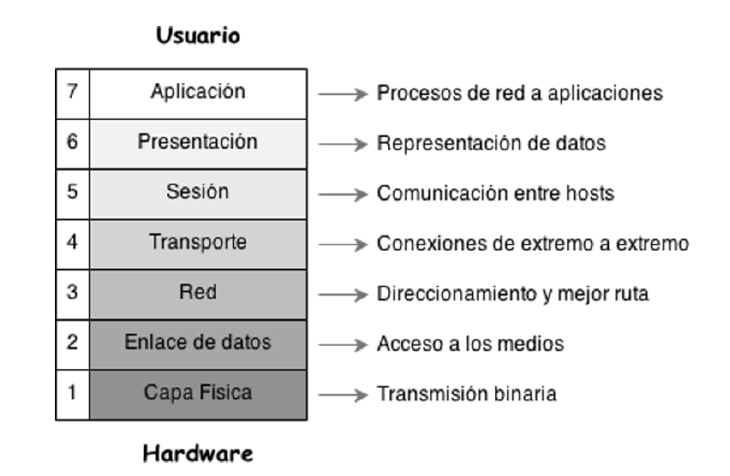 Usuario
7 Aplicación Procesos de red a aplicaciones
6 Presentación Representación de datos
5 Sesión Comunicación entre hosts
4 Transporte Conexiones de extremo a extremo
3 Red Direccionamiento y mejor ruta
2 Enlace de datos Acceso a los medios
1 Capa Física Transmisión binaria
Hardware